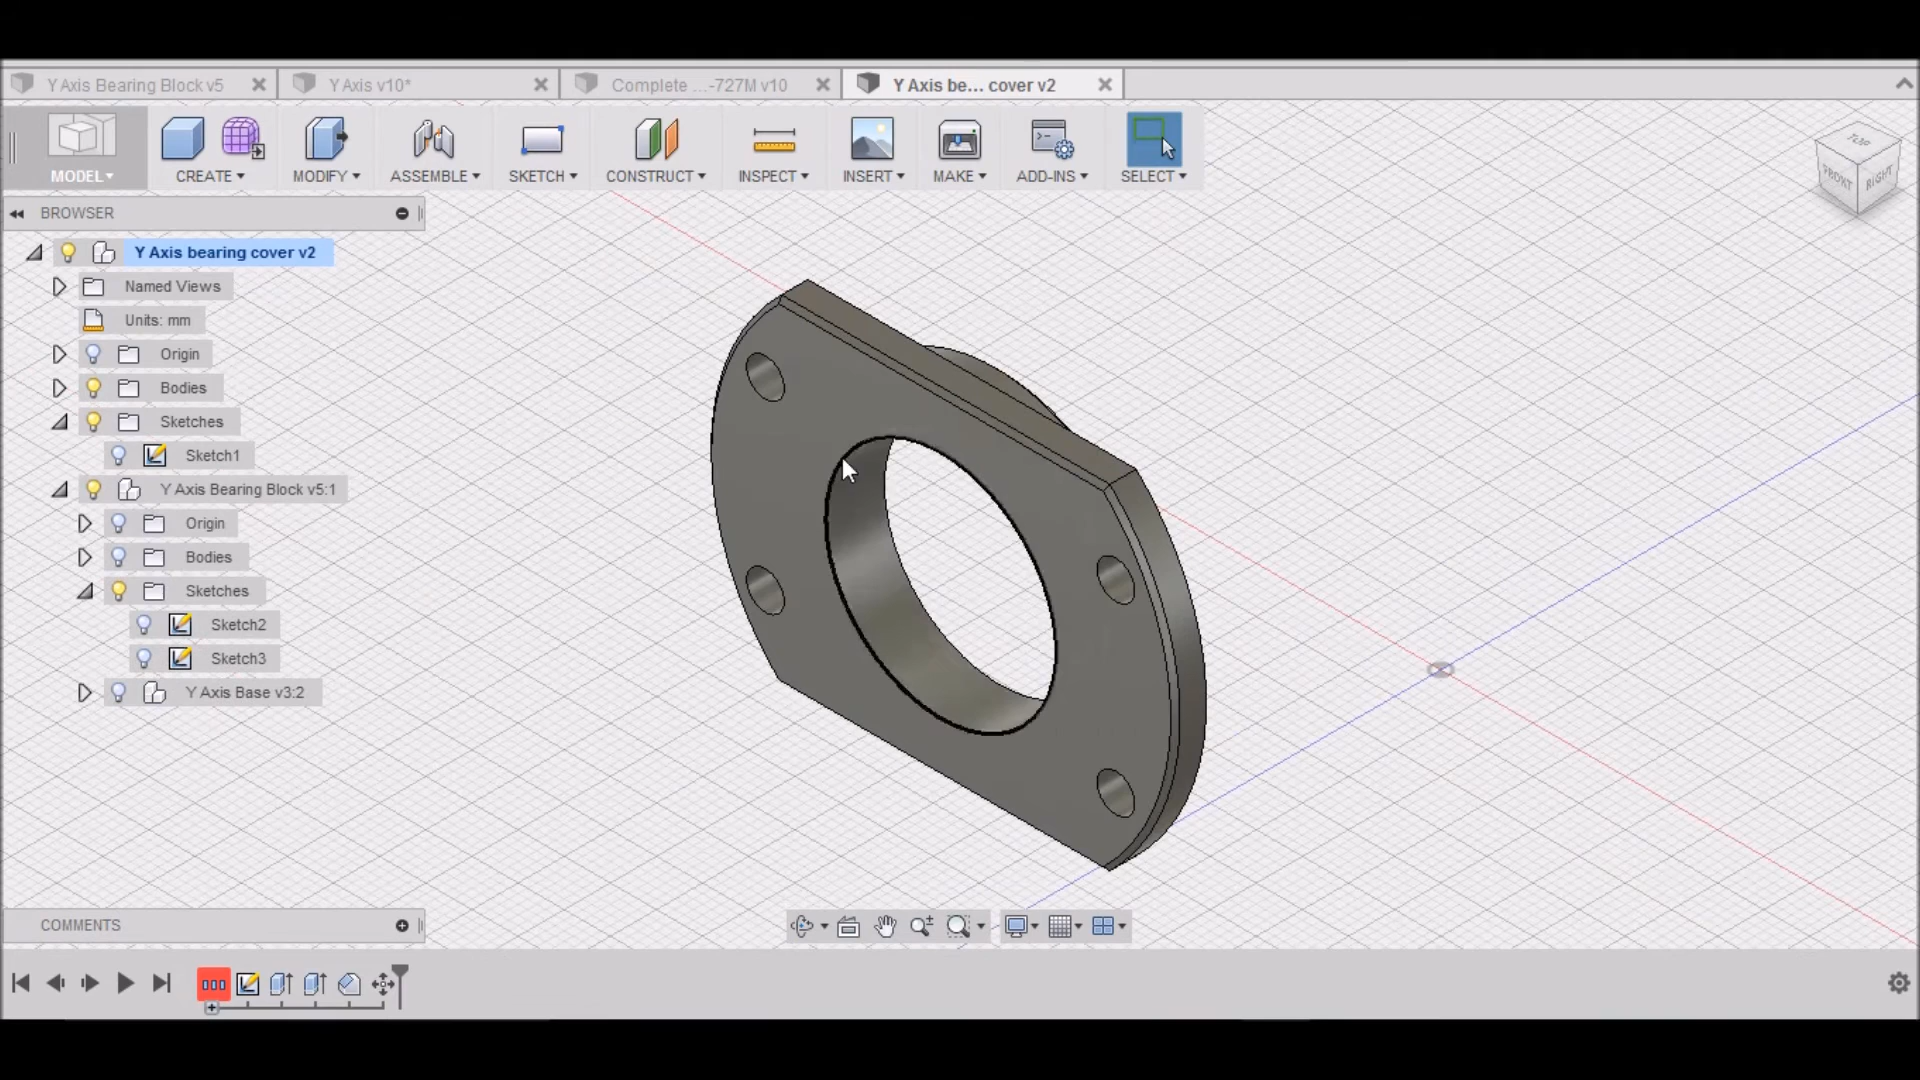 Y Axis Bearing Block v5
Y Axis v10*
Complete ...-727M v10
Y Axis be... cover v2
MODEL
CREATE
MODIFY
ASSEMBLE
SKETCH
CONSTRUCT
INSPECT
INSERT
MAKE
ADD-INS
SELECT
TOP
FRONT
RIGHT
BROWSER
Y Axis bearing cover v2
Named Views
Units: mm
Origin
Bodies
Sketches
Sketch1
Y Axis Bearing Block v5:1
Origin
Bodies
Sketches
Sketch2
Sketch3
Y Axis Base v3:2
COMMENTS